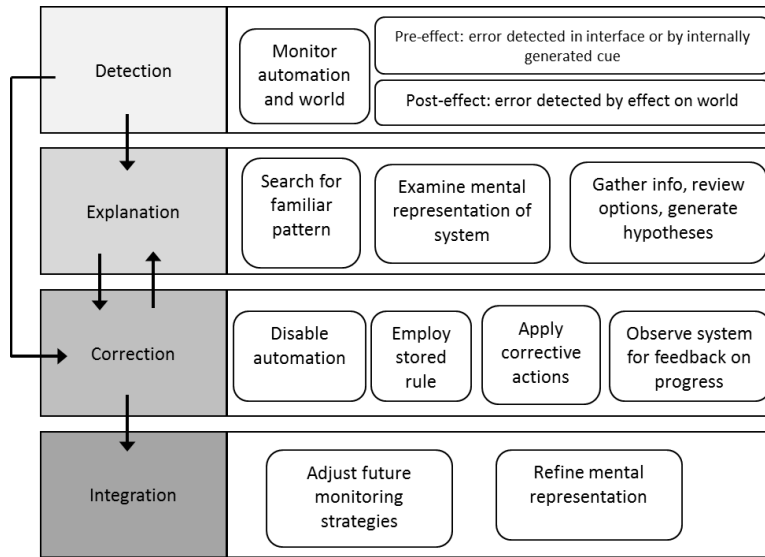 Detection
Monitor
automation
and world
Pre-effect: error detected in interface or by internally
generated cue
Post-effect: error detected by effect on world
Explanation
Search for
familiar
pattern
Examine mental
representation of
system
Gather info, review
options, generate
hypotheses
Correction
Disable
automation
Employ
stored
rule
Apply
corrective
actions
Observe system
for feedback on
progress
Integration
Adjust future
monitoring
strategies
Refine mental
representation